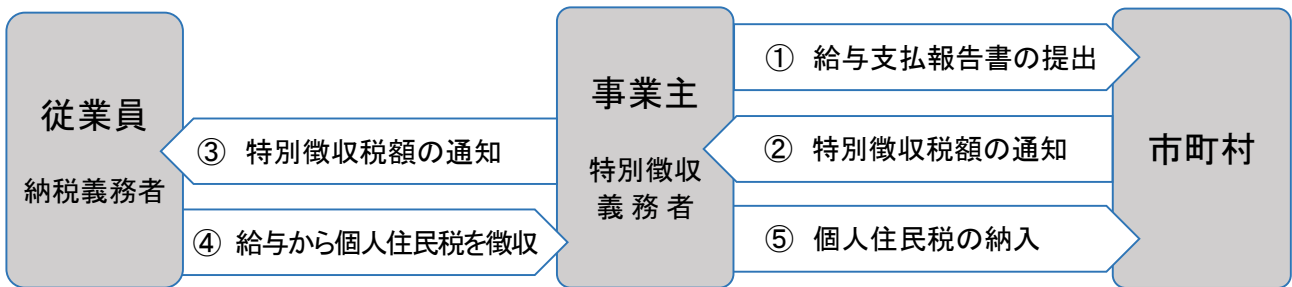 従業員
納税義務者
③ 特別徴収税額の通知
④ 給与から個人住民税を徴収
事業主
特別徴収
義務者
① 給与支払報告書の提出
② 特別徴収税額の通知
⑤ 個人住民税の納入
市町村